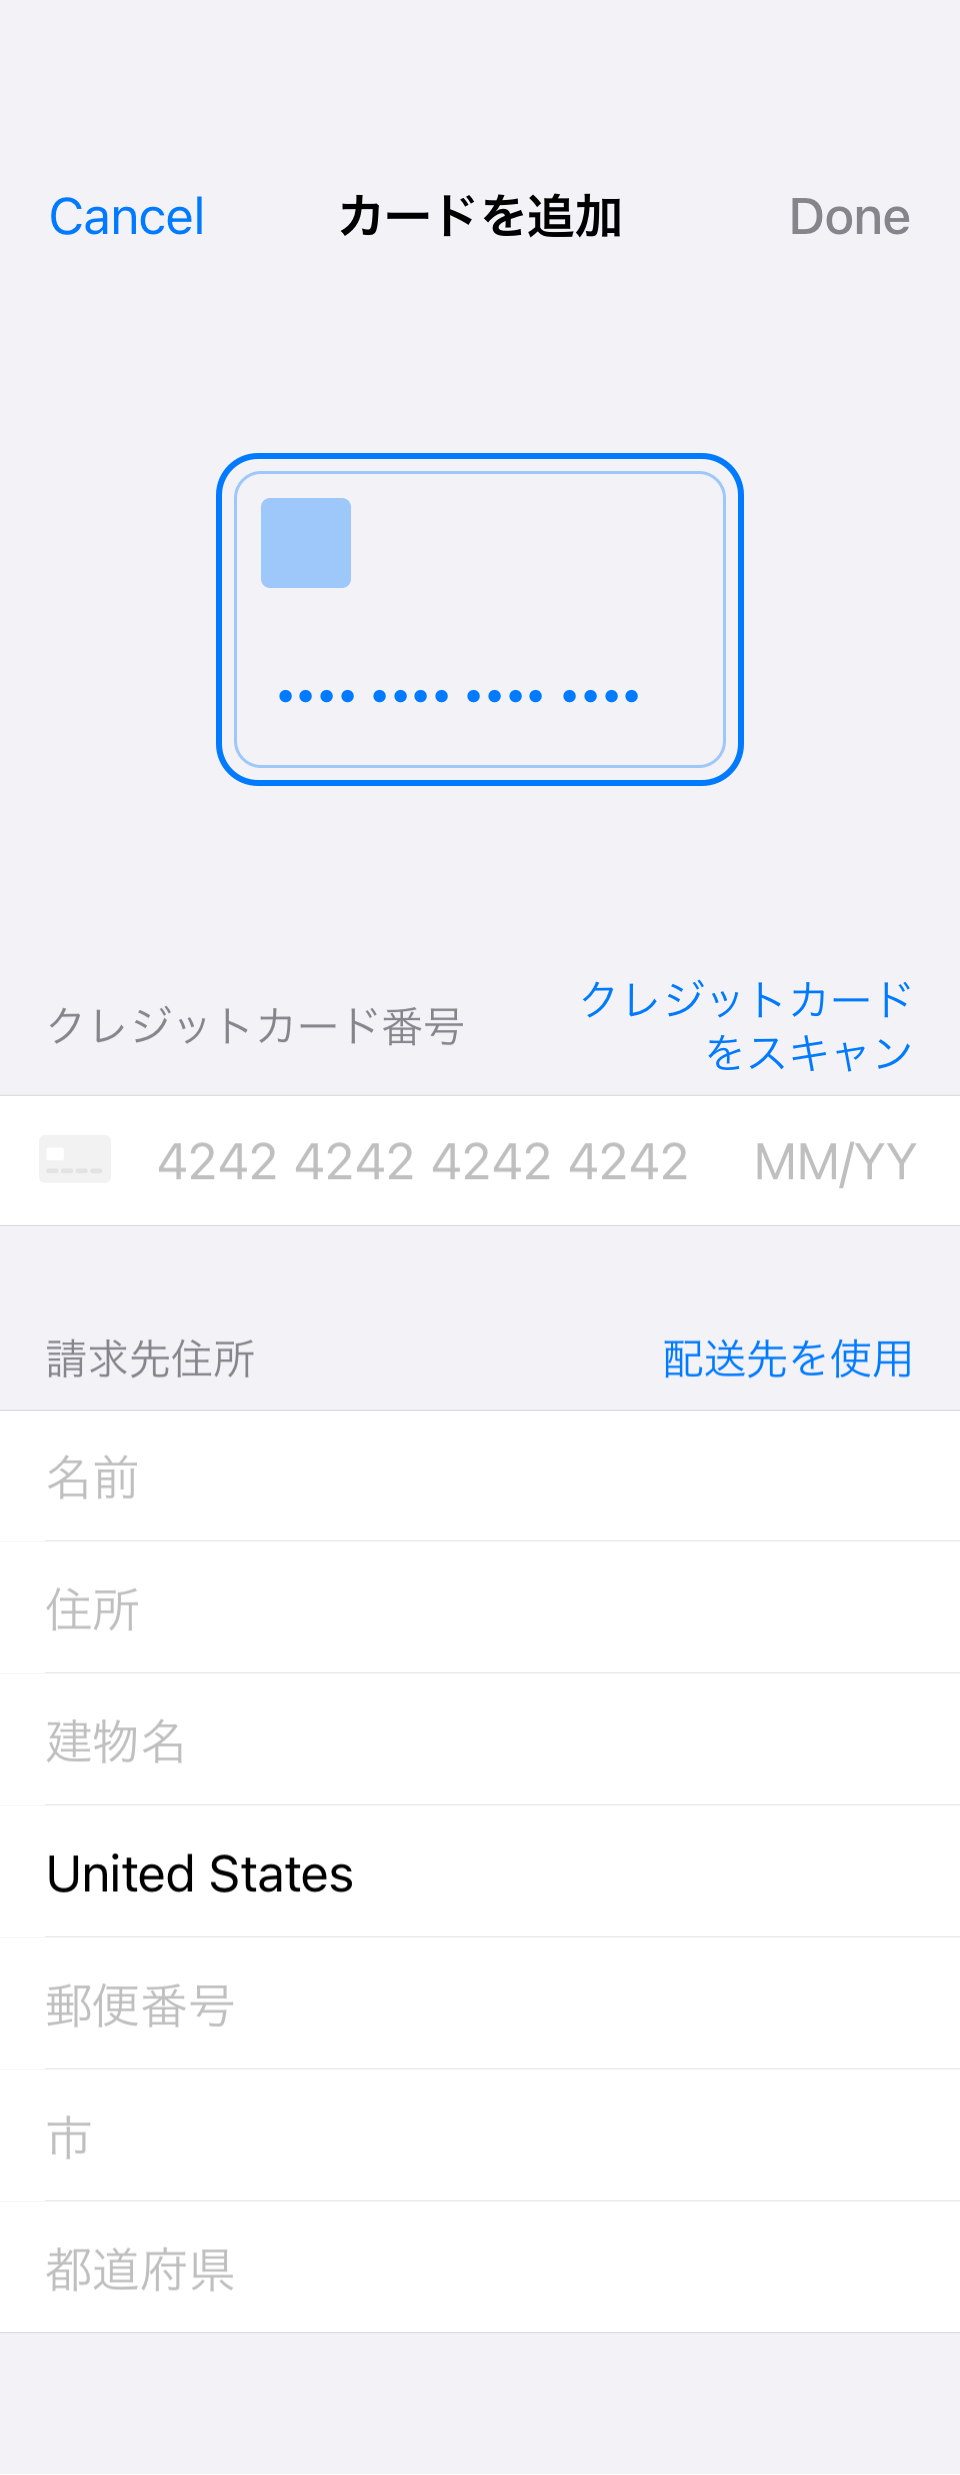 Cancel カードを追加 Done
クレジットカード番号
クレジットカード
をスキャン
4242 4242 4242 4242 MM/YY
請求先住所 配送先を使用
名前
住所
建物名
United States
郵便番号
市
都道府県